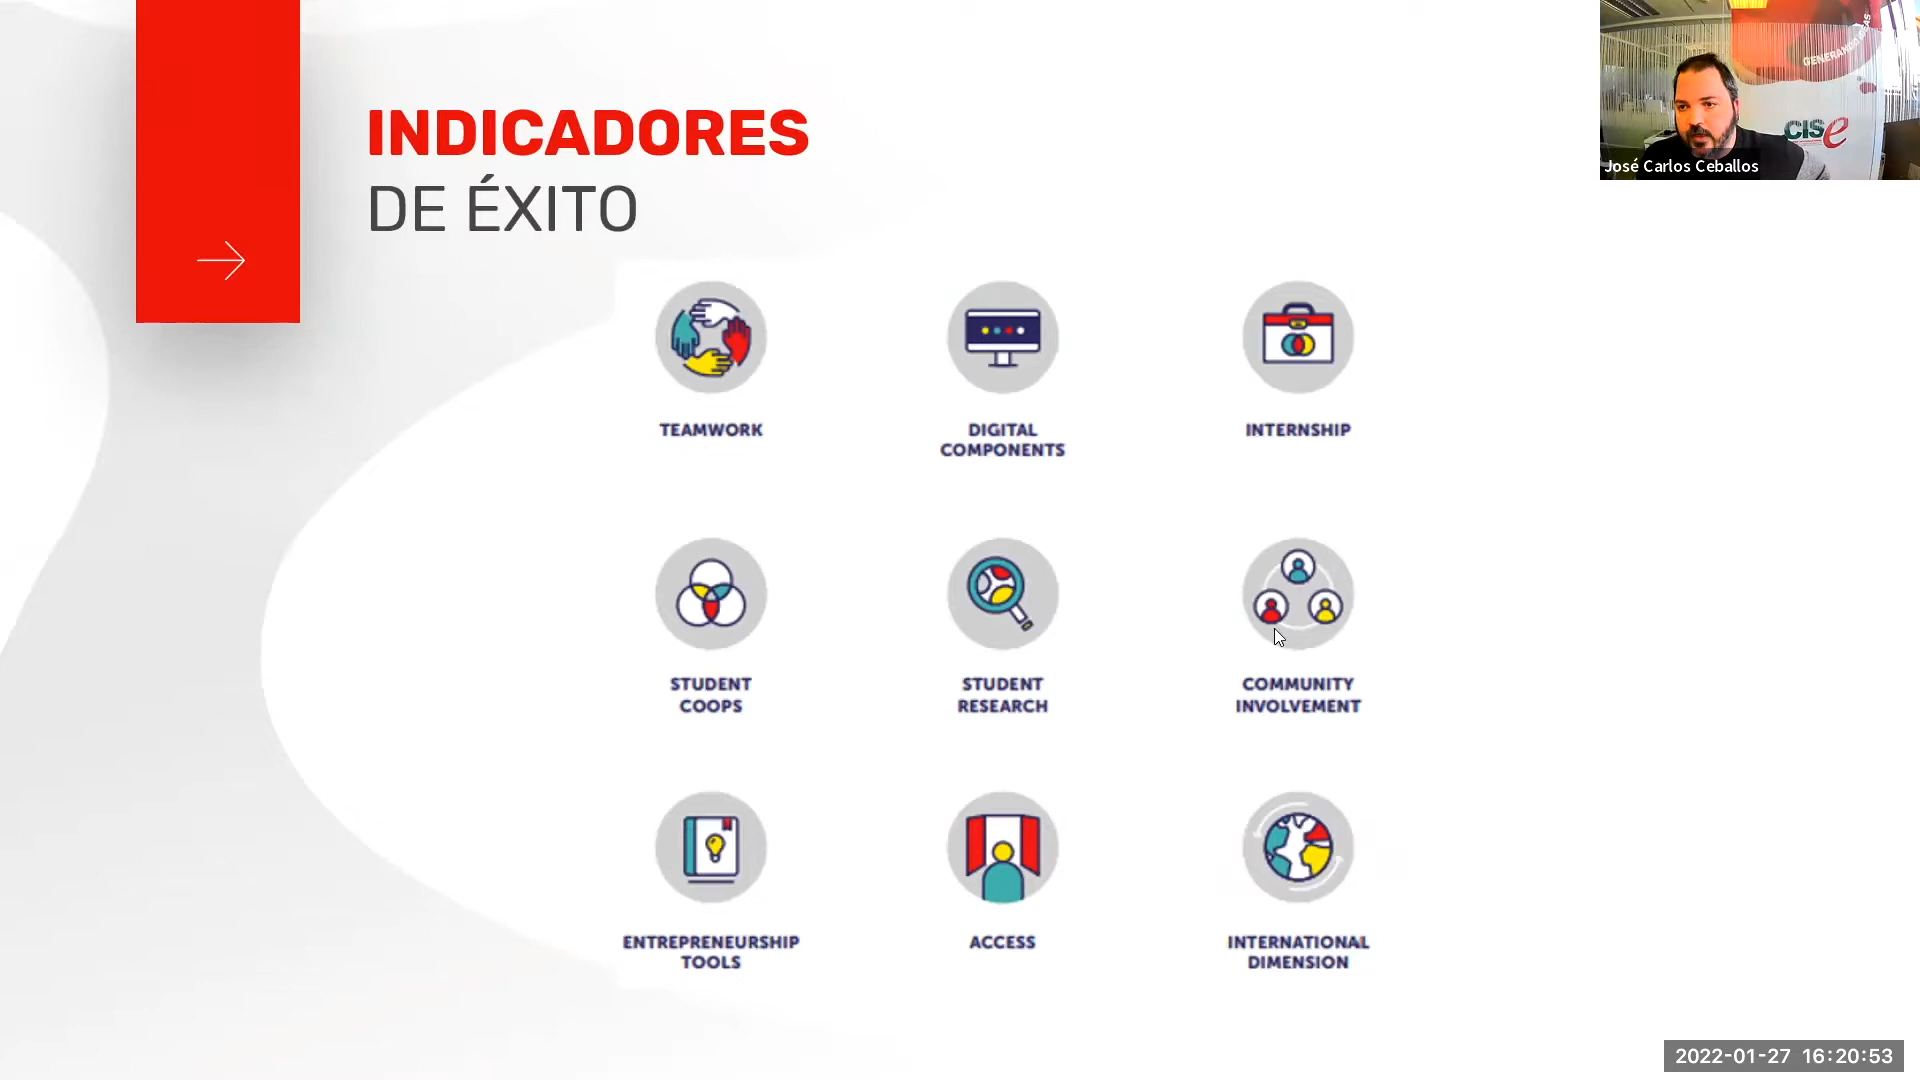 INDICADORES
DE ÉXITO
GENERANDO
CISe
José Carlos Ceballos
TEAMWORK
DIGITAL
COMPONENTS
INTERNSHIP
STUDENT
COOPS
STUDENT
RESEARCH
COMMUNITY
INVOLVEMENT
ENTREPRENEURSHIP
TOOLS
ACCESS
INTERNATIONAL
DIMENSION
2022-01-27 16:20:53